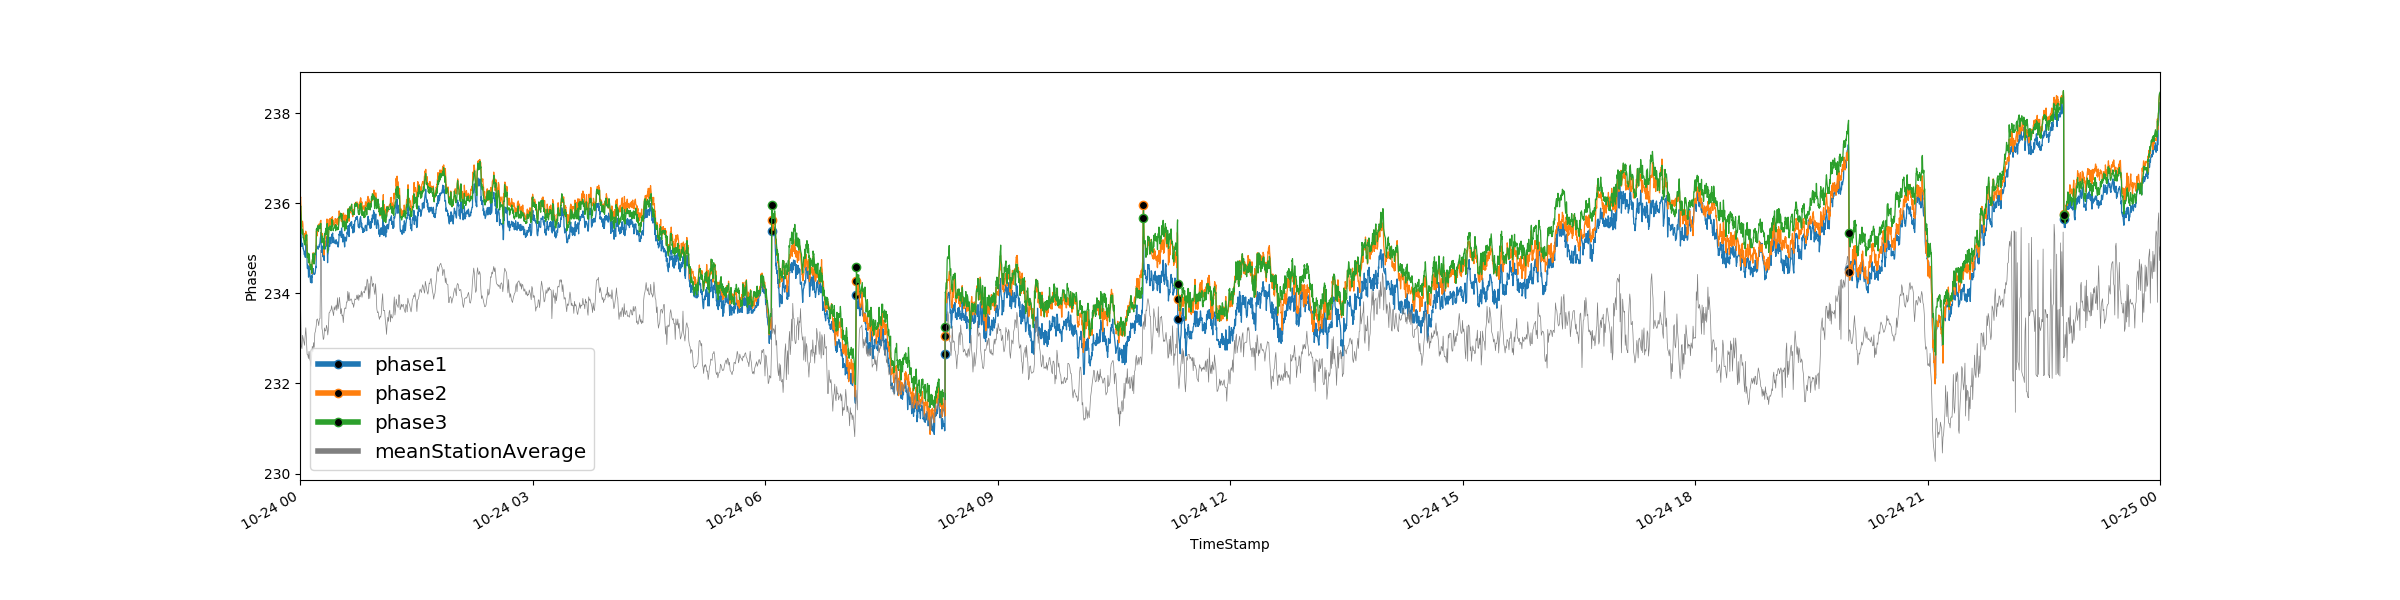 238
236
234
232
230
Phases
phase1
phase2
phase3
meanStationAverage
10-24 00
10-24 03
10-24 06
10-24 09
10-24 12
10-24 15
10-24 18
10-24 21
10-25 00
TimeStamp